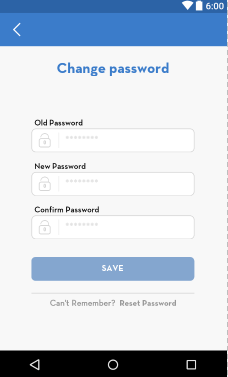 6:00
Change password
Old Password
********
New Password
********
Confirm Password
********
SAVE
Can't Remember? Reset Password